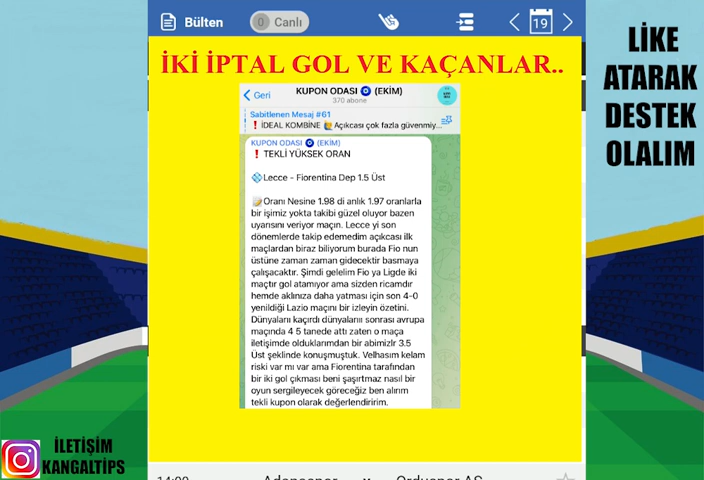 Bülten
0 Canlı
19
LİKE
ATARAK
DESTEK
OLALIM
İKİ İPTAL GOL VE KAÇANLAR..
Geri
KUPON ODASI (EKİM)
370 abone
Sabitlenen Mesaj #61
❗ İDEAL KOMBİNE 🙋 Açıkcası çok fazla güvenmiy...
KUPON ODASI (EKİM)
❗ TEKLİ YÜKSEK ORAN
💠Lecce - Fiorentina Dep 1.5 Üst
📝Oranı Nesine 1.98 di anlık 1.97 oranlarla
bir işimiz yokta takibi güzel oluyor bazen
uyarısını veriyor maçın. Lecce yi son
dönemlerde takip edemedim açıkcası ilk
maçlardan biraz biliyorum burada Fio nun
üstüne zaman zaman gidecektir basmaya
çalışacaktır. Şimdi gelelim Fio ya Ligde iki
maçtır gol atamıyor ama sizden ricamdır
hemde aklınıza daha yatması için son 4-0
yenildiği Lazio maçını bir izleyin özetini.
Dünyaları kaçırdı dünyalarıı sonrası avrupa
maçında 4 5 tanede attı zaten o maça
iletişimde olduklarımdan bir abimizlr 3.5
Üst şeklinde konuşmuştuk. Velhasım kelam
riski var mı var ama Fiorentina tarafından
bir iki gol çıkması beni şaşırtmaz nasıl bir
oyun sergileyecek göreceğiz ben alırım
tekli kupon olarak değerlendiririm.
İLETİŞİM
KANGALTİPS